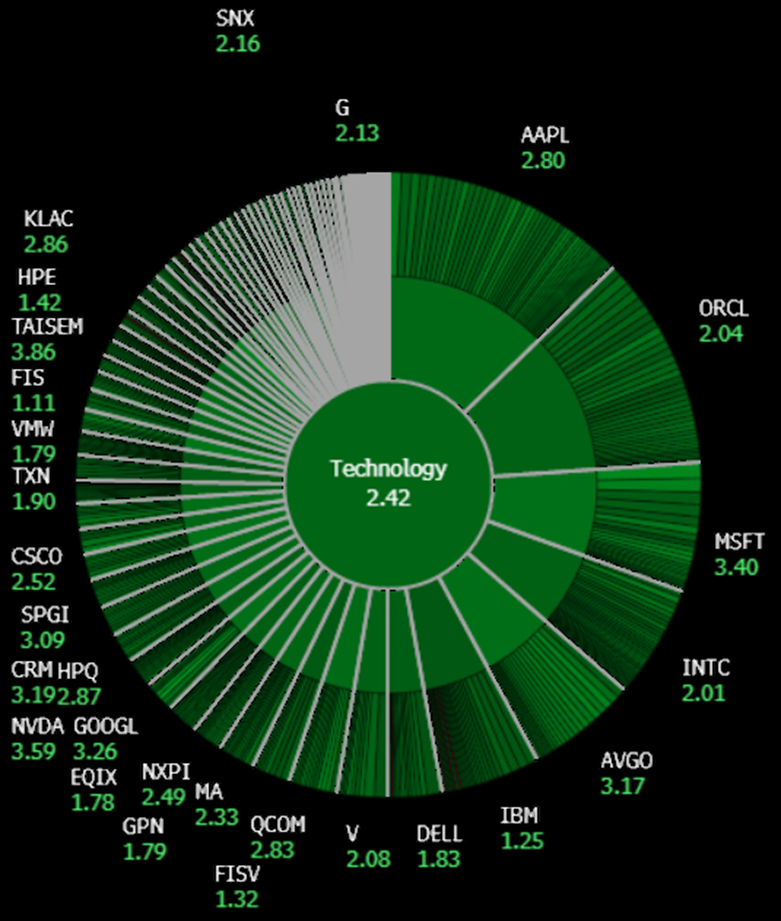 SNX
2.16
G
2.13
AAPL
2.80
KLAC
2.86
HPE
1.42
ORCL
2.04
TAISEM
3.86
FIS
1.11
VMW
1.79
Technology
2.42
TXN
1.90
MSFT
3.40
CSCO
2.52
SPGI
3.09
INTC
2.01
CRM HPQ
3.19 2.87
NVDA GOOGL
3.59 3.26
AVGO
3.17
EQIX
1.78
NXPI
2.49
MA
2.33
IBM
1.25
GPN
1.79
QCOM
2.83
V
2.08
DELL
1.83
FISV
1.32